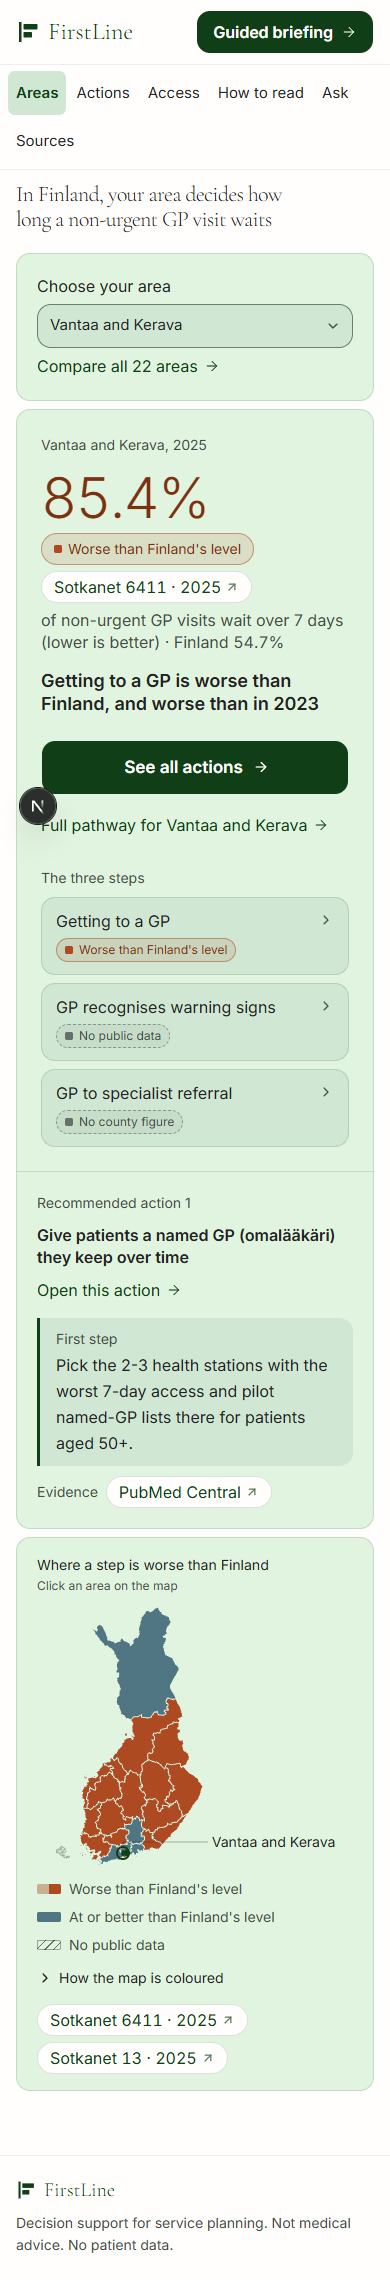 FirstLine
Guided briefing →
Areas Actions Access How to read Ask
Sources
In Finland, your area decides how
long a non-urgent GP visit waits
Choose your area
Vantaa and Kerava
Compare all 22 areas →
Vantaa and Kerava, 2025
85.4%
Worse than Finland's level
Sotkanet 6411 · 2025 ↗
of non-urgent GP visits wait over 7 days
(lower is better) · Finland 54.7%
Getting to a GP is worse than
Finland, and worse than in 2023
See all actions →
N
Full pathway for Vantaa and Kerava →
The three steps
Getting to a GP
Worse than Finland's level
GP recognises warning signs
No public data
GP to specialist referral
No county figure
Recommended action 1
Give patients a named GP (omalääkäri)
they keep over time
Open this action →
First step
Pick the 2-3 health stations with the
worst 7-day access and pilot
named-GP lists there for patients
aged 50+.
Evidence PubMed Central ↗
Where a step is worse than Finland
Click an area on the map
Vantaa and Kerava
Worse than Finland's level
At or better than Finland's level
No public data
How the map is coloured
Sotkanet 6411 · 2025 ↗
Sotkanet 13 · 2025 ↗
FirstLine
Decision support for service planning. Not medical
advice. No patient data.